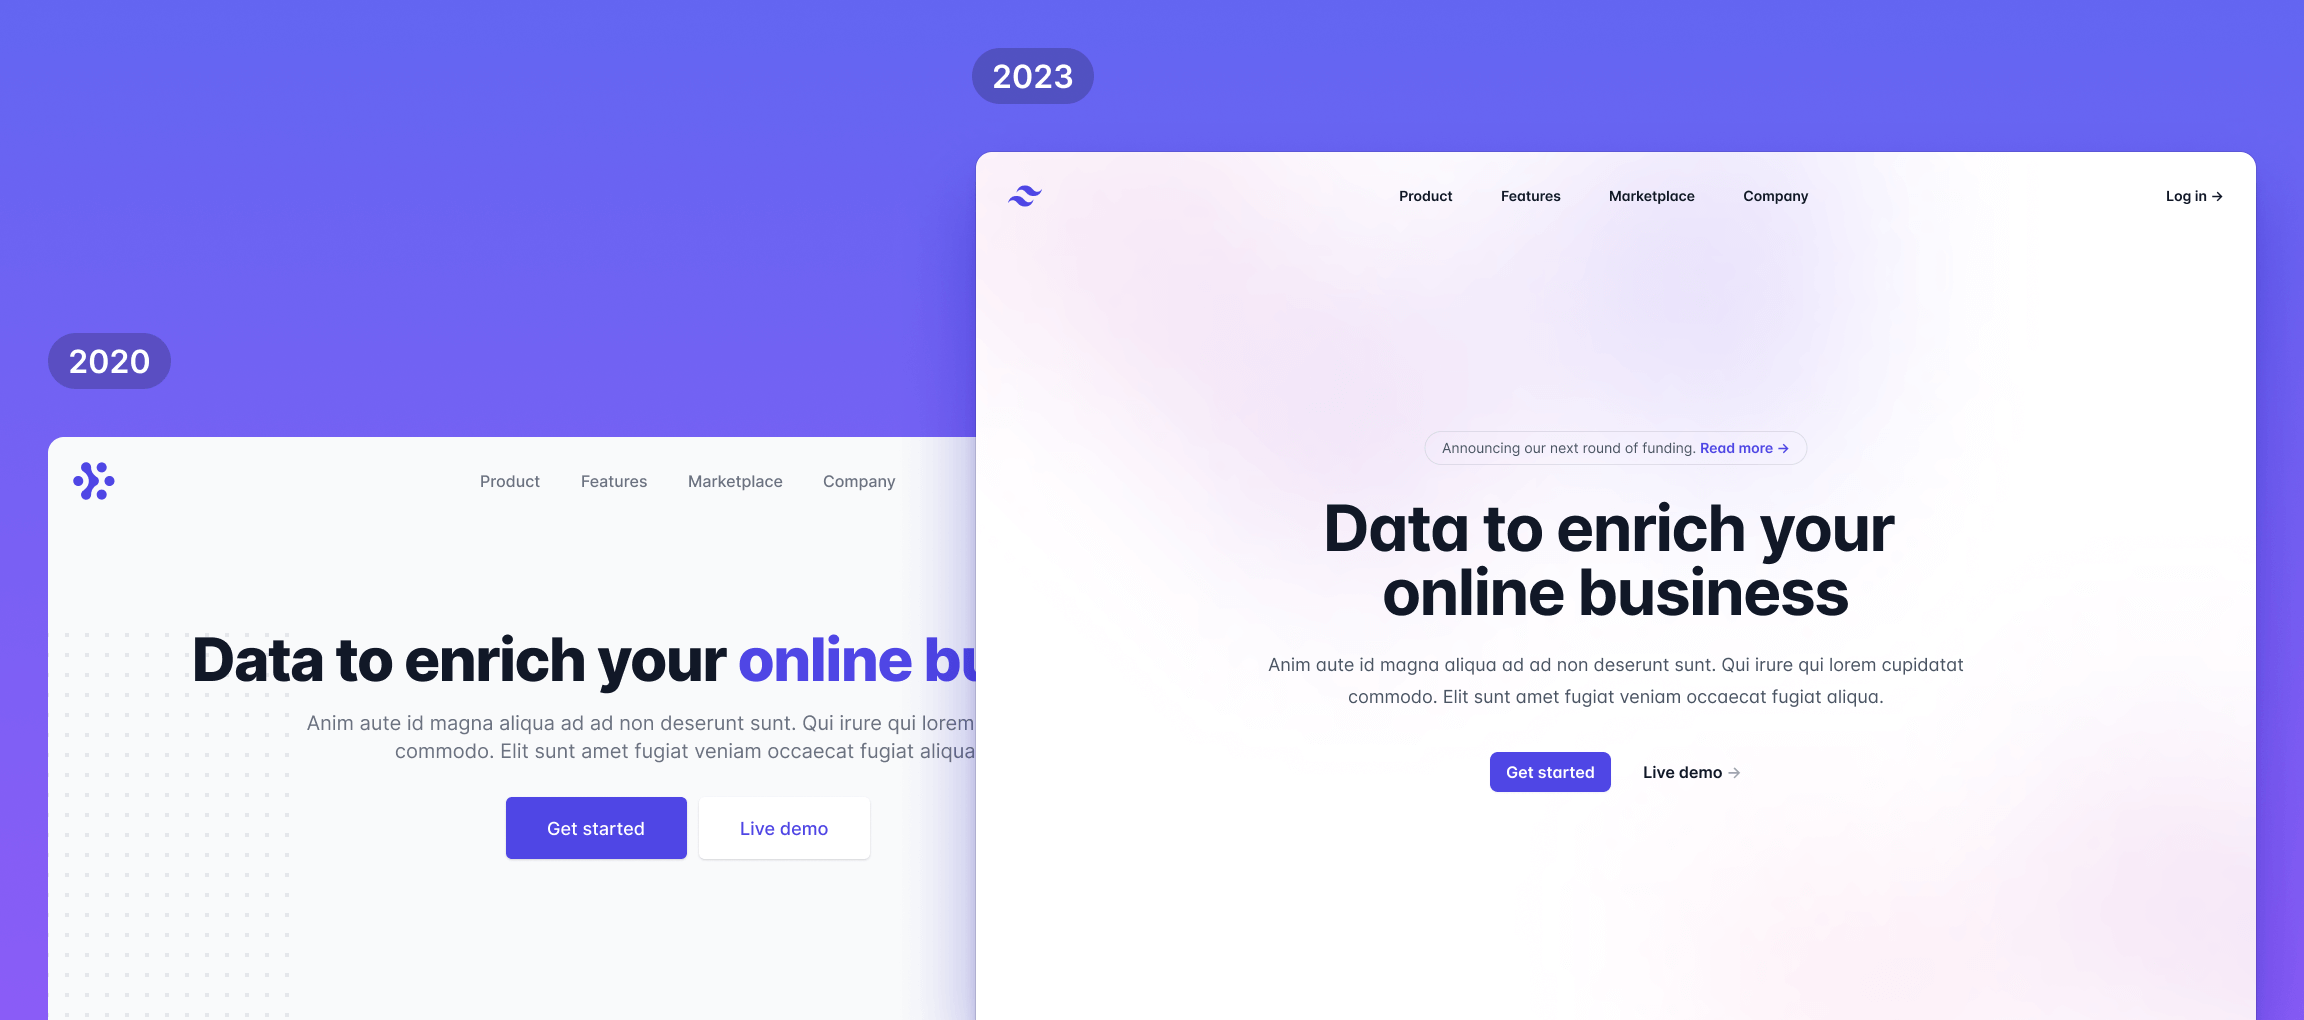 2023
Product Features Marketplace Company Log in →
Announcing our next round of funding. Read more →
Data to enrich your
online business
Anim aute id magna aliqua ad ad non deserunt sunt. Qui irure qui lorem cupidatat
commodo. Elit sunt amet fugiat veniam occaecat fugiat aliqua.
Get started Live demo →
2020
Product Features Marketplace Company
Data to enrich your online
Anim aute id magna aliqua ad ad non deserunt sunt. Qui irure qui lorem
commodo. Elit sunt amet fugiat veniam occaecat fugiat aliqua
Get started Live demo